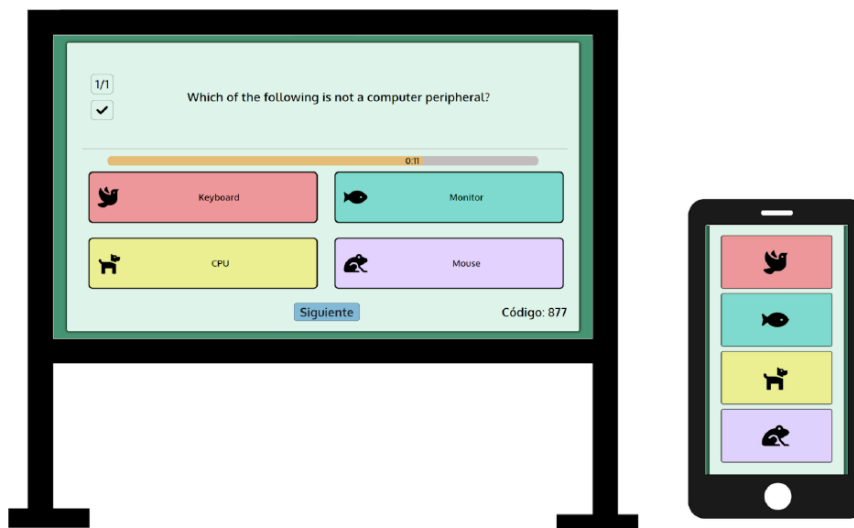 1/1
Which of the following is not a computer peripheral?
0:11
Keyboard
Monitor
CPU
Mouse
Siguiente
Código: 877